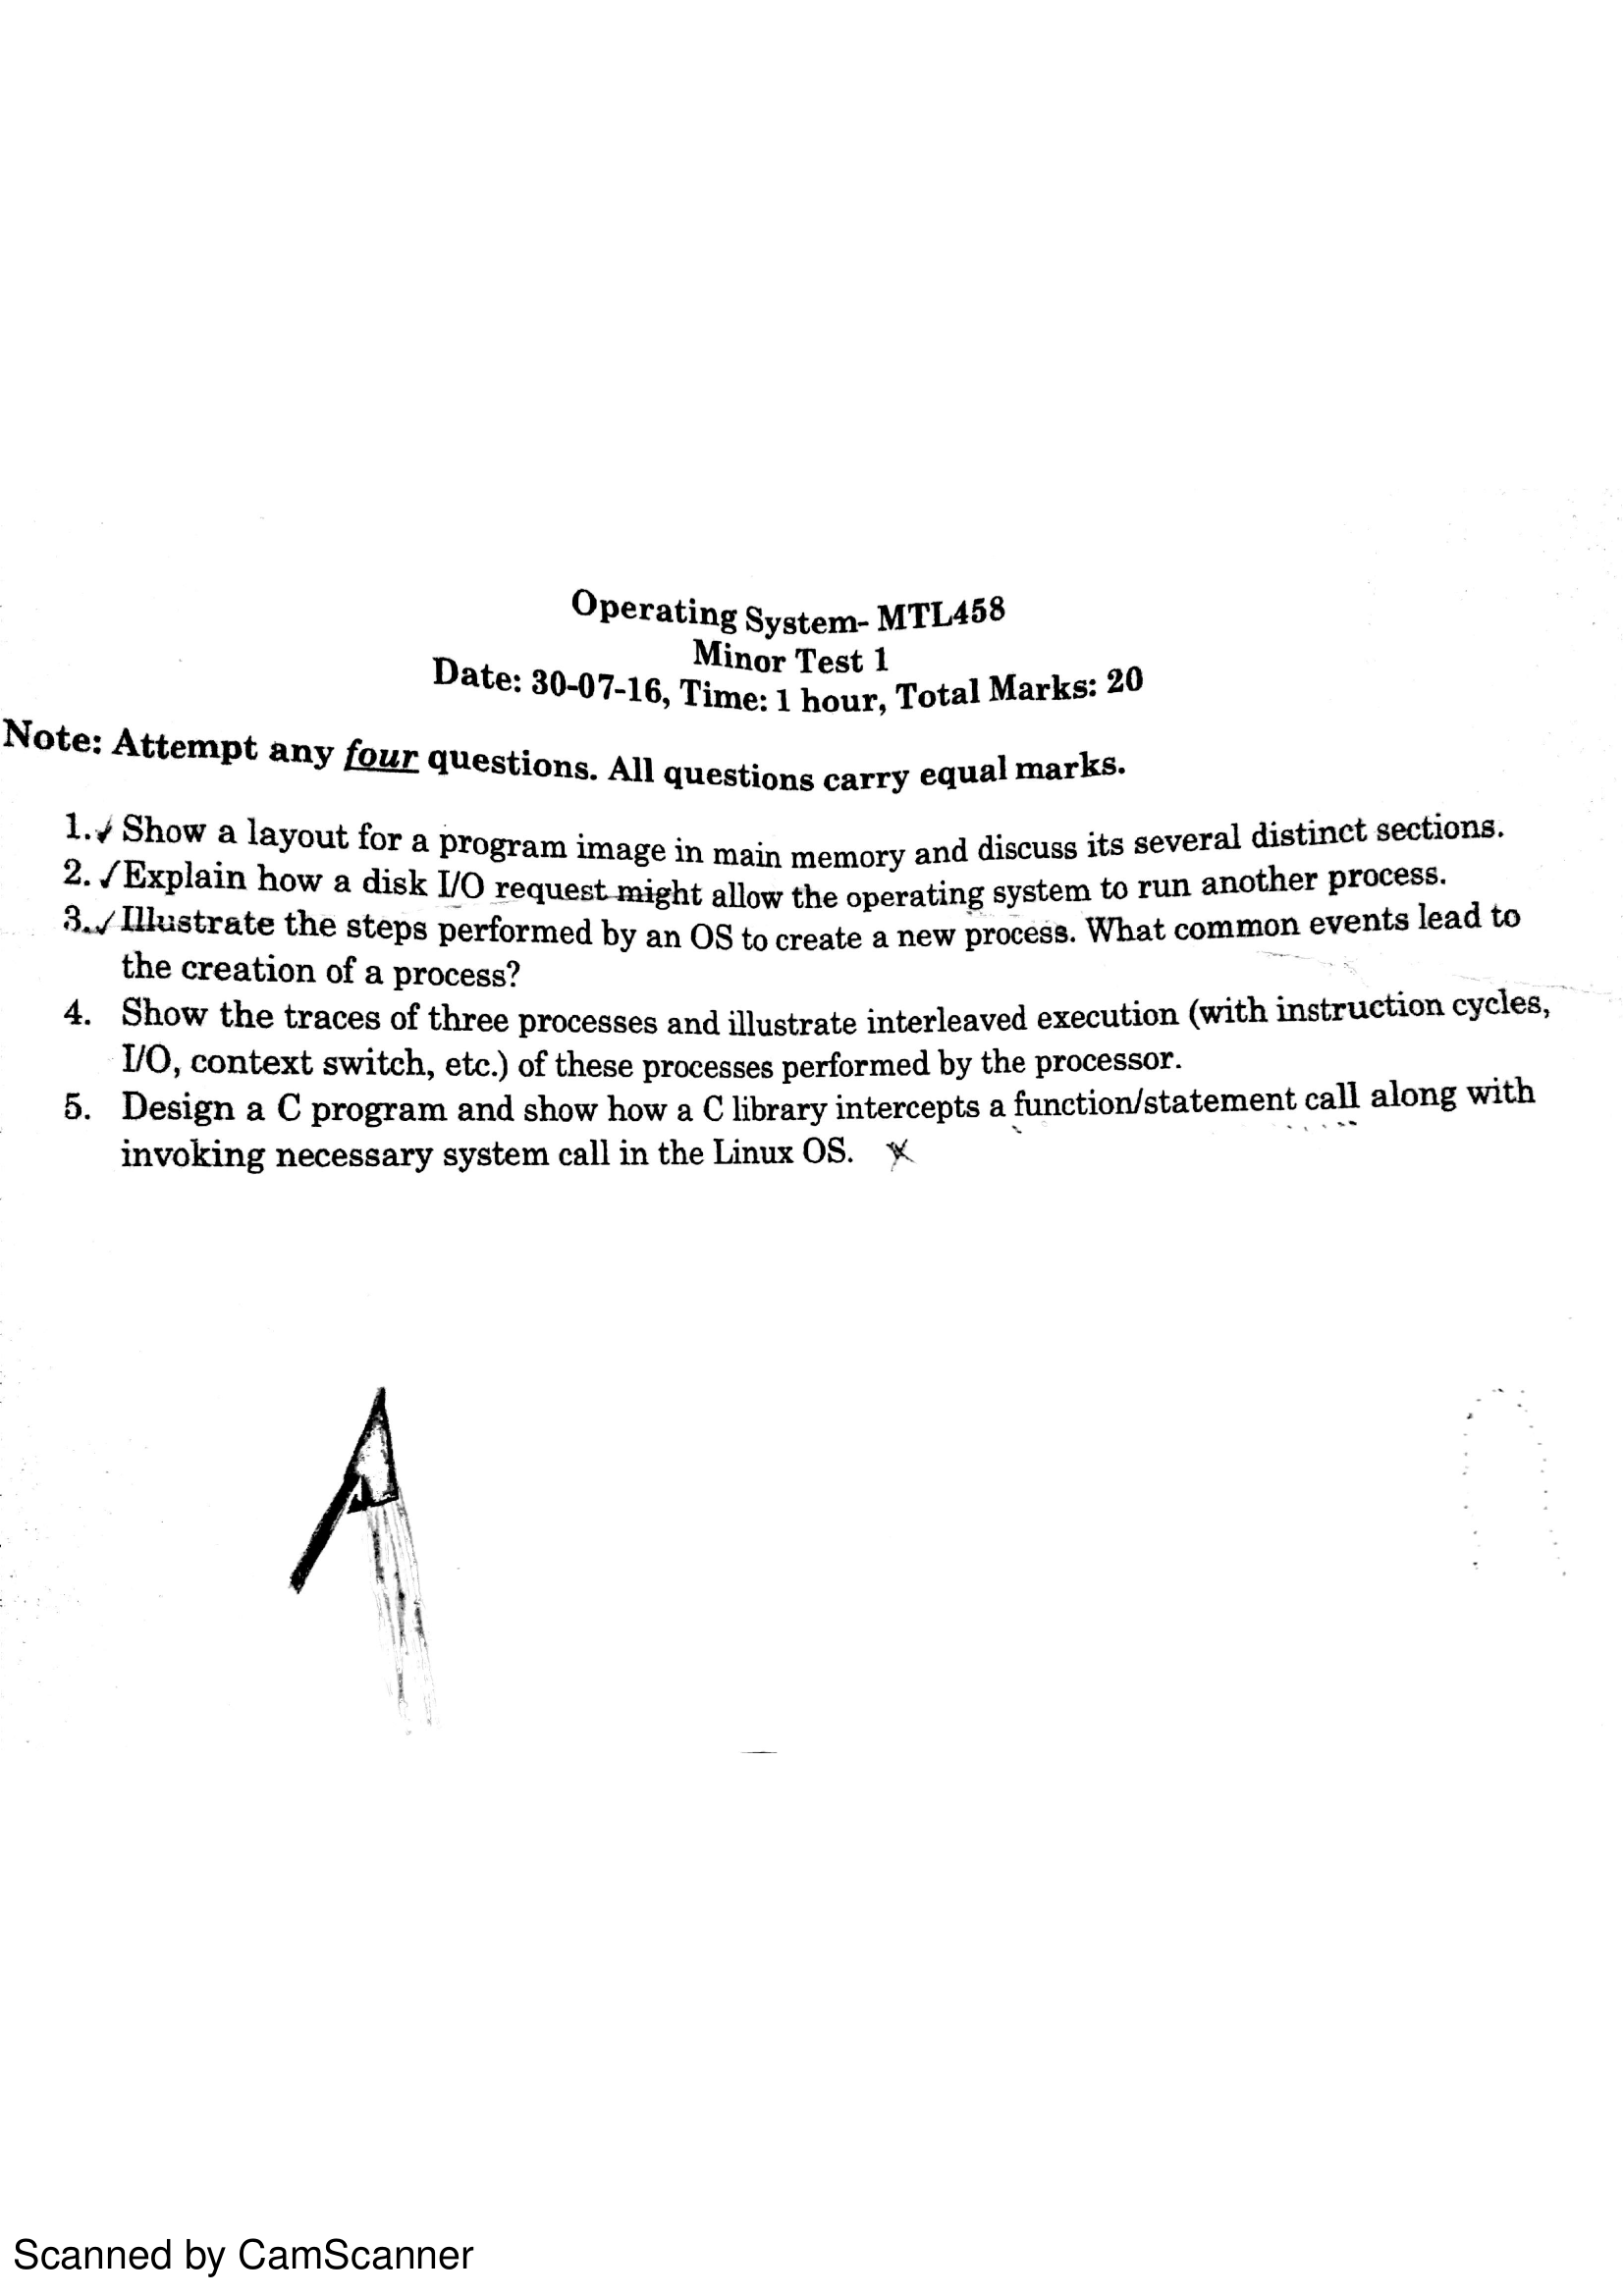 Operating System- MTL458
Minor Test 1
Date: 30-07-16, Time: 1 hour, Total Marks: 20
Note: Attempt any four questions. All questions carry equal marks.
1. Show a layout for a program image in main memory and discuss its several distinct sections.
2. Explain how a disk I/O request might allow the operating system to run another process.
3. Illustrate the steps performed by an OS to create a new process. What common events lead to
the creation of a process?
4. Show the traces of three processes and illustrate interleaved execution (with instruction cycles,
I/O, context switch, etc.) of these processes performed by the processor.
5. Design a C program and show how a C library intercepts a function/statement call along with
invoking necessary system call in the Linux OS.
Scanned by CamScanner